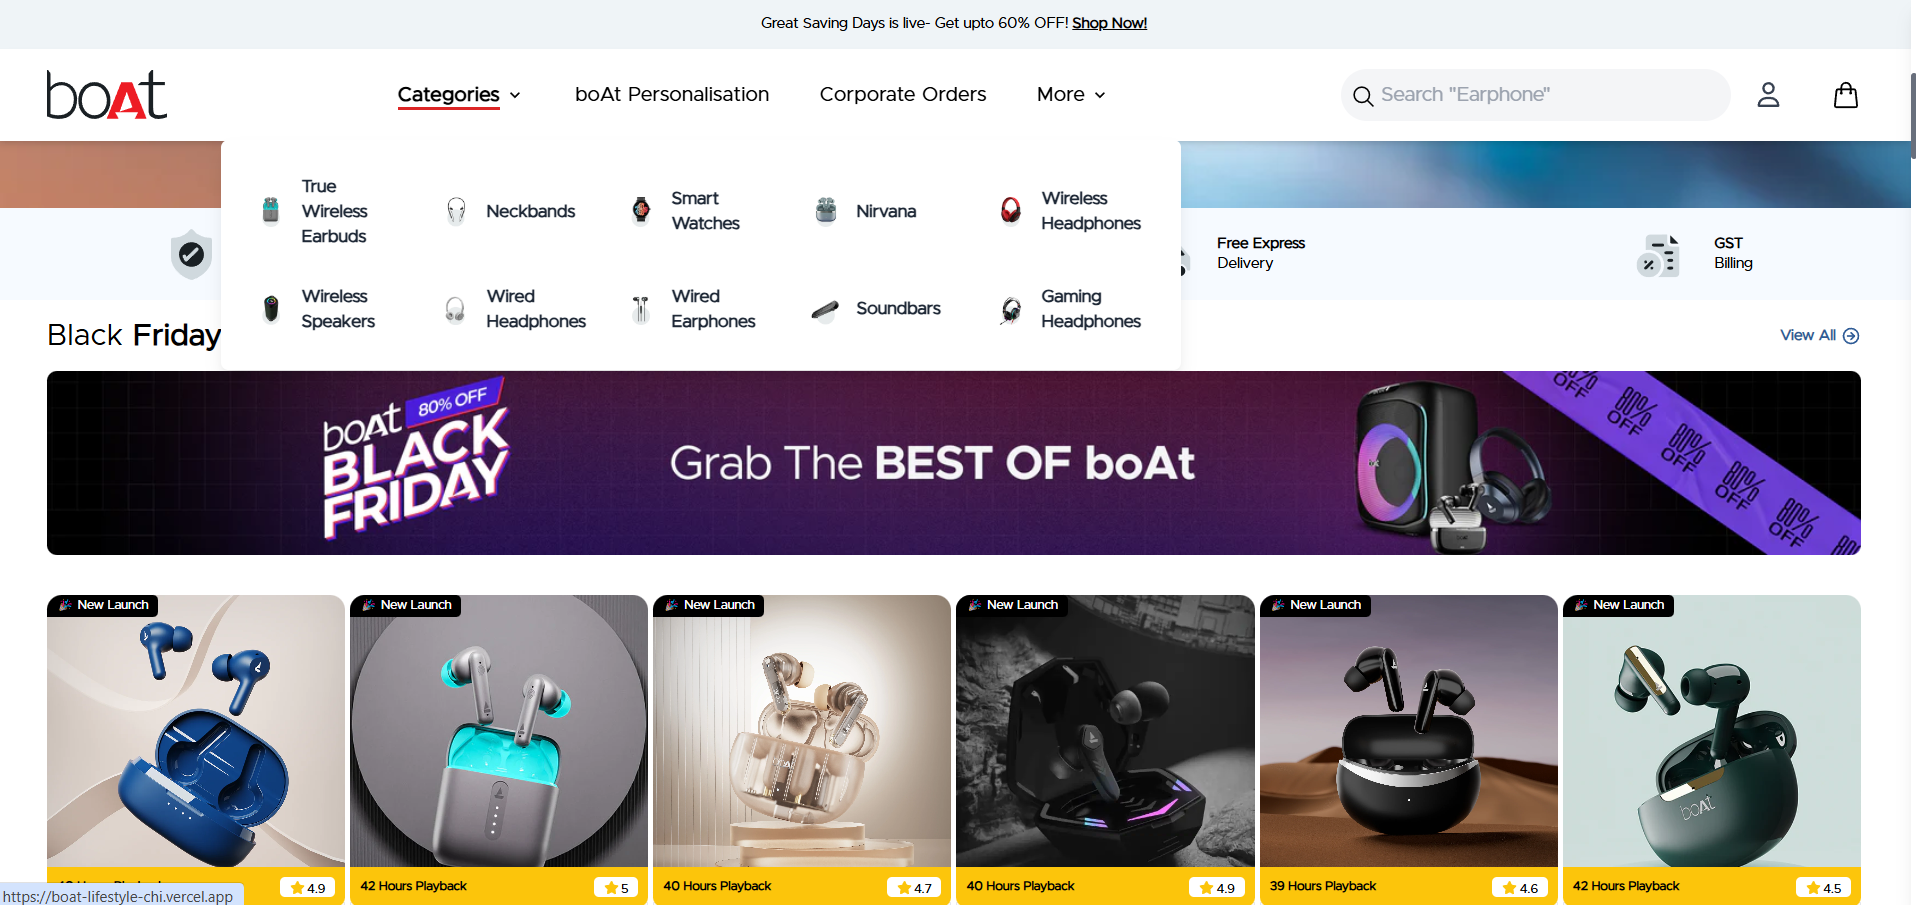 Great Saving Days is live- Get upto 60% OFF! Shop Now!
boAt
Categories
boAt Personalisation
Corporate Orders
More
Search "Earphone"
True
Wireless
Earbuds
Neckbands
Smart
Watches
Nirvana
Wireless
Headphones
Wireless
Speakers
Wired
Headphones
Wired
Earphones
Soundbars
Gaming
Headphones
Free Express
Delivery
GST
Billing
Black Friday
View All
boAt 80% OFF
BLACK
FRIDAY
Grab The BEST OF boAt
80%
OFF
80%
OFF
80%
OFF
80%
OFF
80%
OFF
New Launch
New Launch
New Launch
New Launch
New Launch
New Launch
boAt
Hours Playback
4.9
42 Hours Playback
5
40 Hours Playback
4.7
40 Hours Playback
4.9
39 Hours Playback
4.6
42 Hours Playback
4.5
https://boat-lifestyle-chi.vercel.app